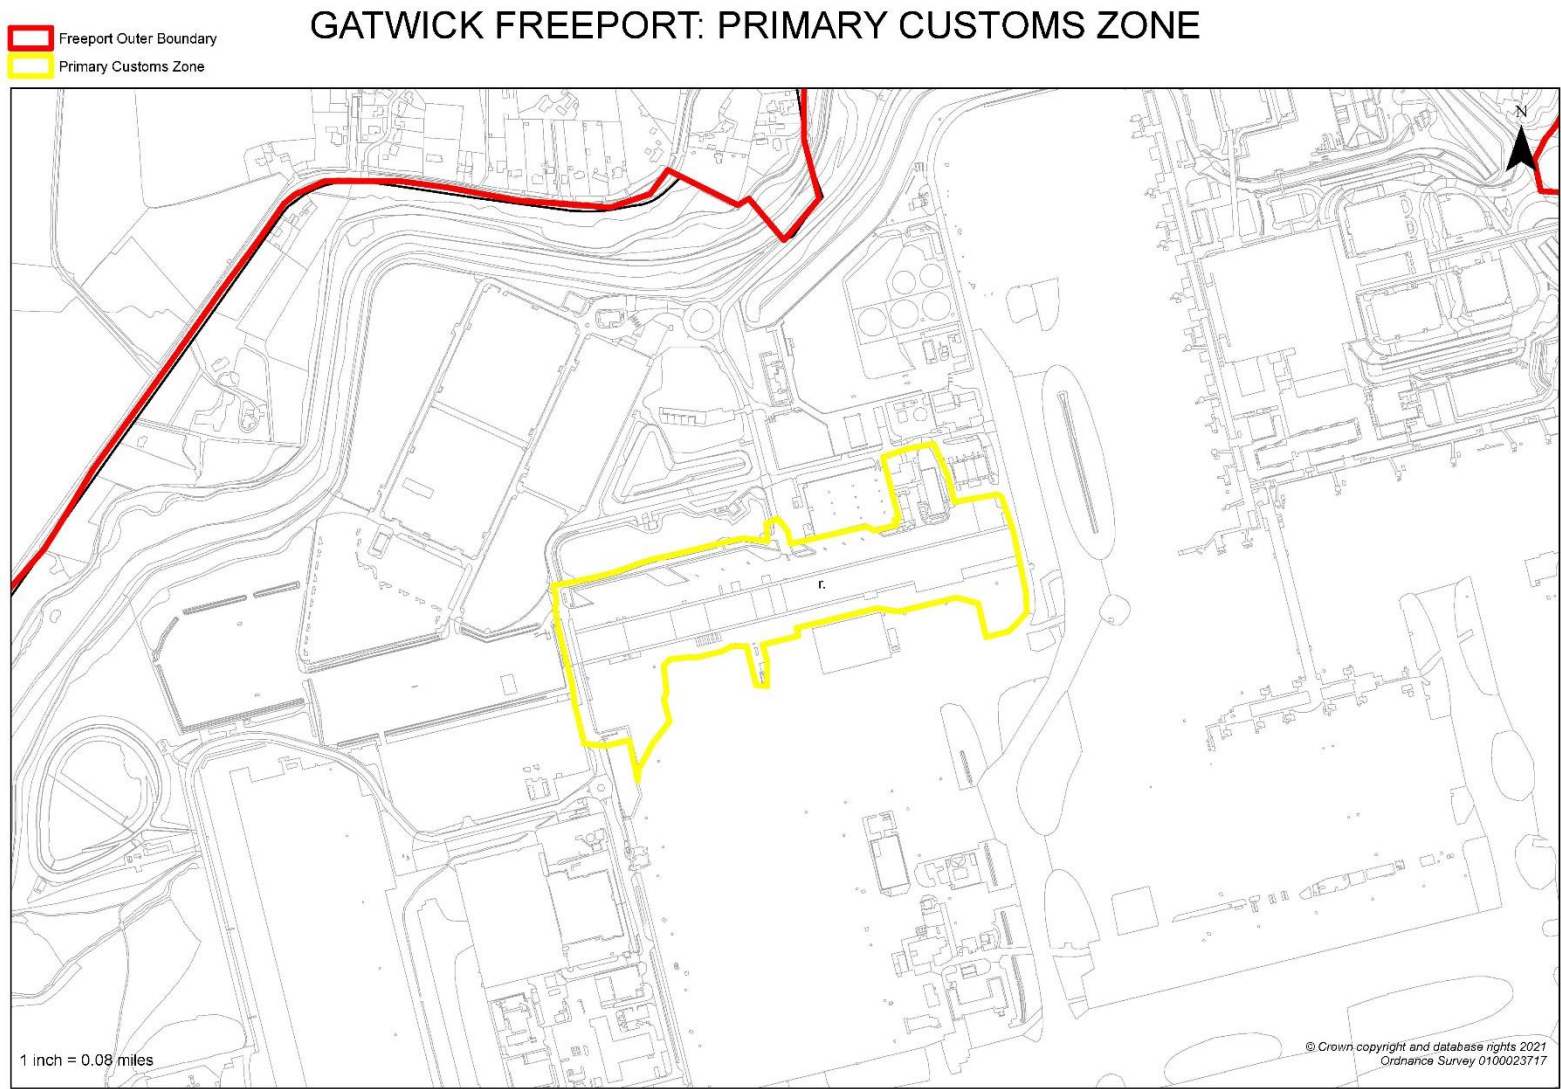 GATWICK FREEPORT: PRIMARY CUSTOMS ZONE
Freeport Outer Boundary
Primary Customs Zone
N
r.
1 inch = 0.08 miles
© Crown copyright and database rights 2021
Ordnance Survey 0100023717